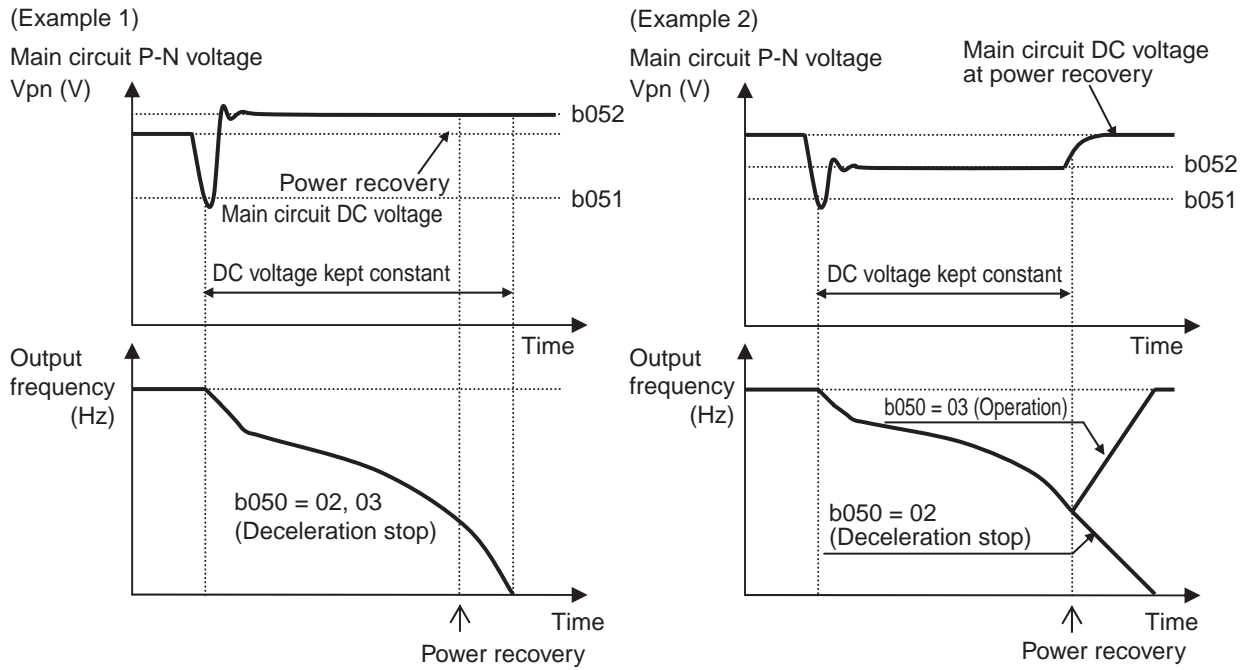 (Example 1)
Main circuit P-N voltage
Vpn (V)
b052
Power recovery
Main circuit DC voltage
b051
DC voltage kept constant
Time
Output
frequency
(Hz)
b050 = 02, 03
(Deceleration stop)
Time
Power recovery
(Example 2)
Main circuit P-N voltage
Vpn (V)
Main circuit DC voltage
at power recovery
b052
b051
DC voltage kept constant
Time
Output
frequency
(Hz)
b050 = 03 (Operation)
b050 = 02
(Deceleration stop)
Time
Power recovery